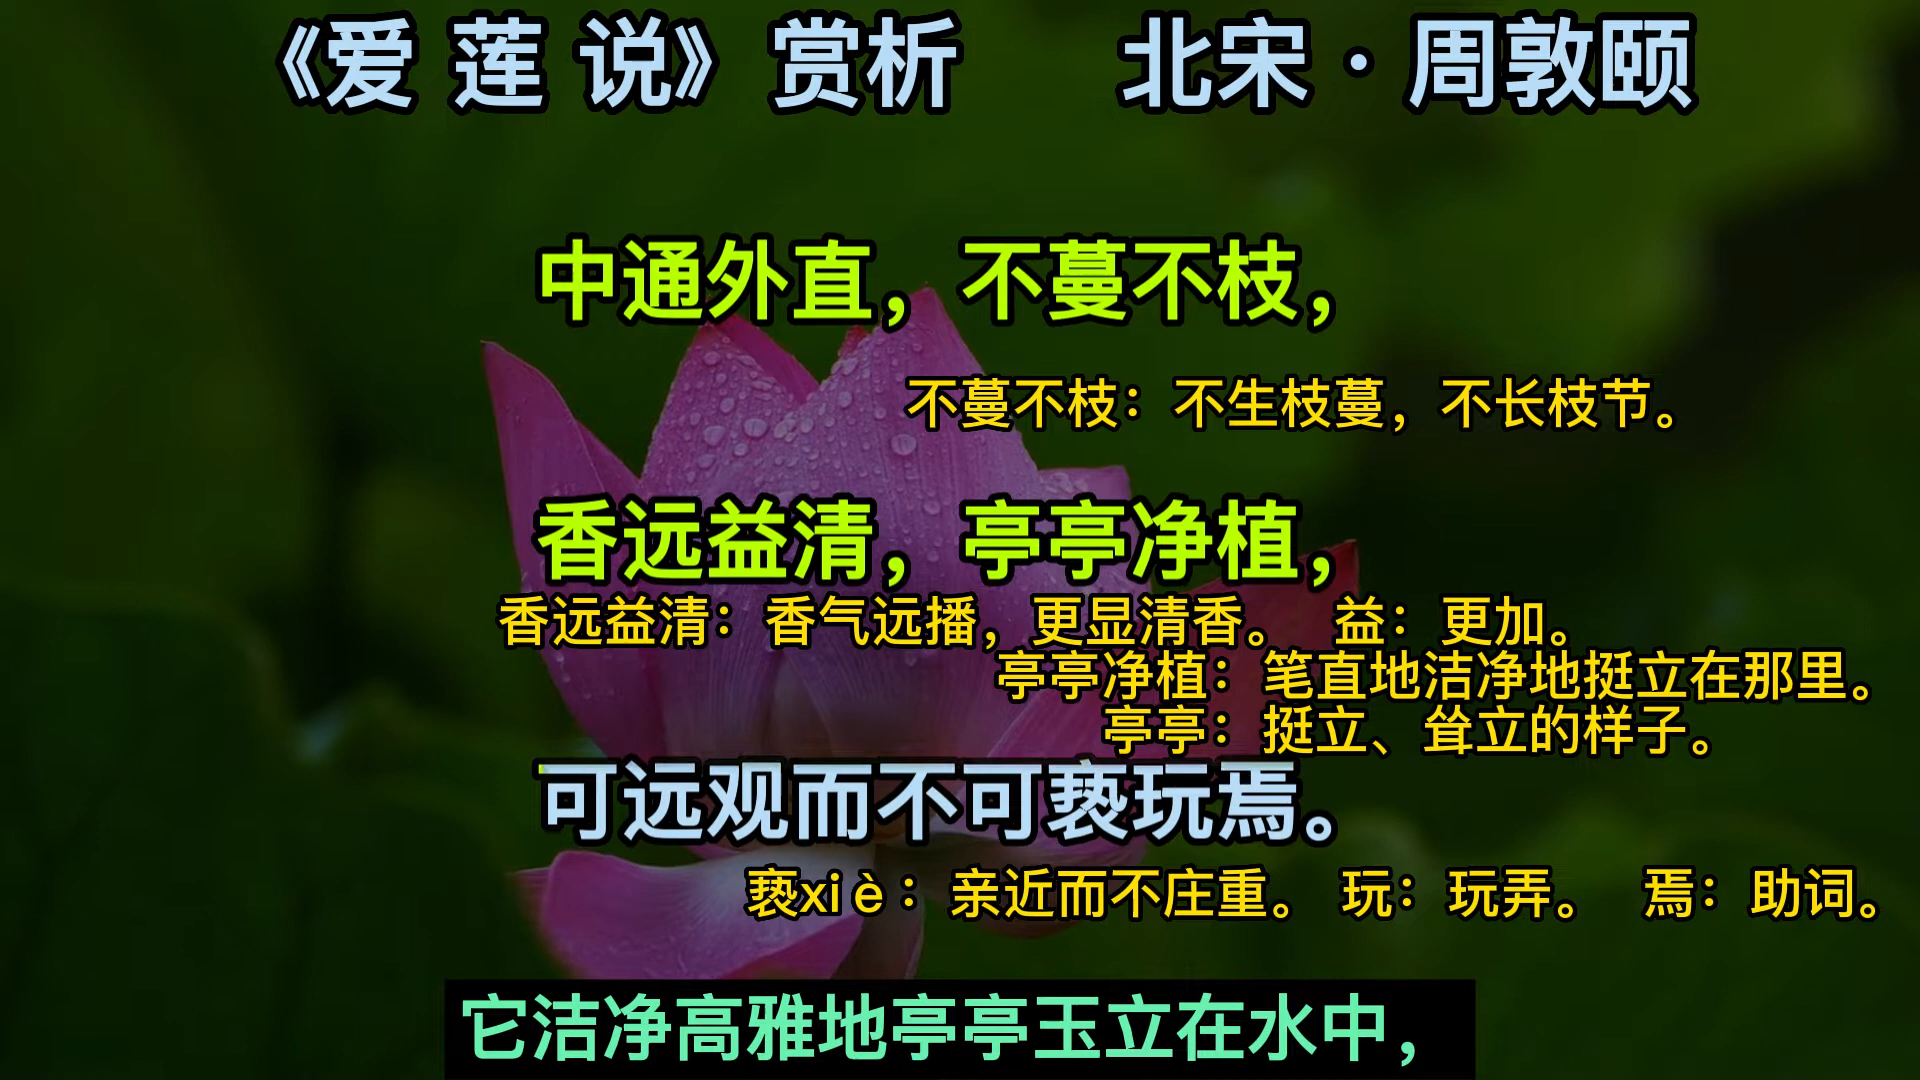 《爱莲说》赏析 北宋·周敦颐
中通外直，不蔓不枝，
不蔓不枝：不生枝蔓，不长枝节。
香远益清，亭亭净植，
香远益清：香气远播，更显清香。 益：更加。
亭亭净植：笔直地洁净地挺立在那里。
亭亭：挺立、耸立的样子。
可远观而不可亵玩焉。
亵xiè：亲近而不庄重。 玩：玩弄。 焉：助词。
它洁净高雅地亭亭玉立在水中，